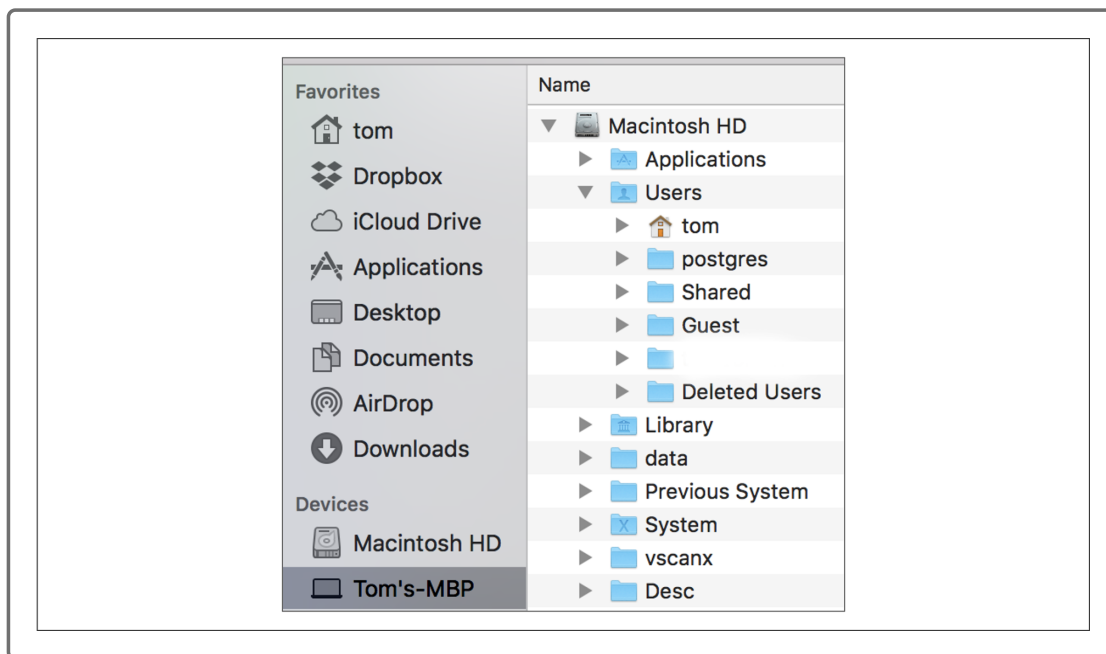 Favorites
tom
Dropbox
iCloud Drive
Applications
Desktop
Documents
AirDrop
Downloads
Devices
Macintosh HD
Tom's-MBP
Name
Macintosh HD
Applications
Users
tom
postgres
Shared
Guest
Deleted Users
Library
data
Previous System
System
vscanx
Desc